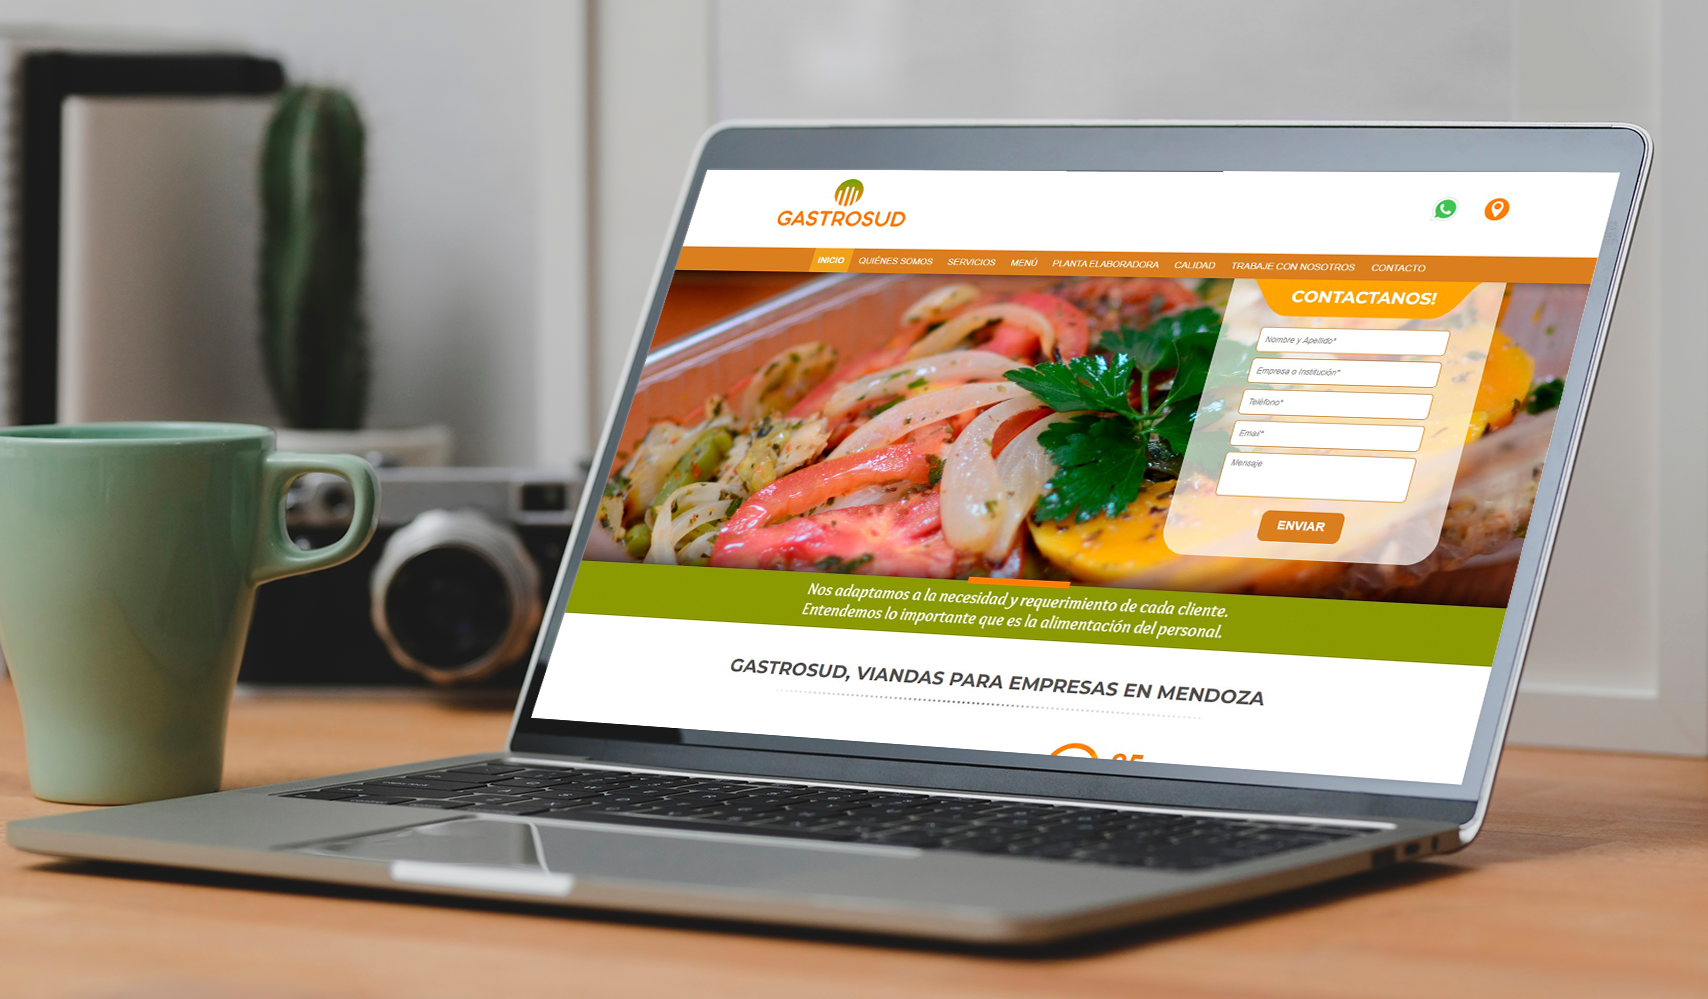 GASTROSUD
INICIO QUIÉNES SOMOS SERVICIOS MENÚ PLANTA ELABORADORA CALIDAD TRABAJE CON NOSOTROS CONTACTO
CONTACTANOS!
Nombre y Apellido*
Empresa o Institución*
Teléfono*
Email*
Mensaje
ENVIAR
Nos adaptamos a la necesidad y requerimiento de cada cliente.
Entendemos lo importante que es la alimentación del personal.
GASTROSUD, VIANDAS PARA EMPRESAS EN MENDOZA